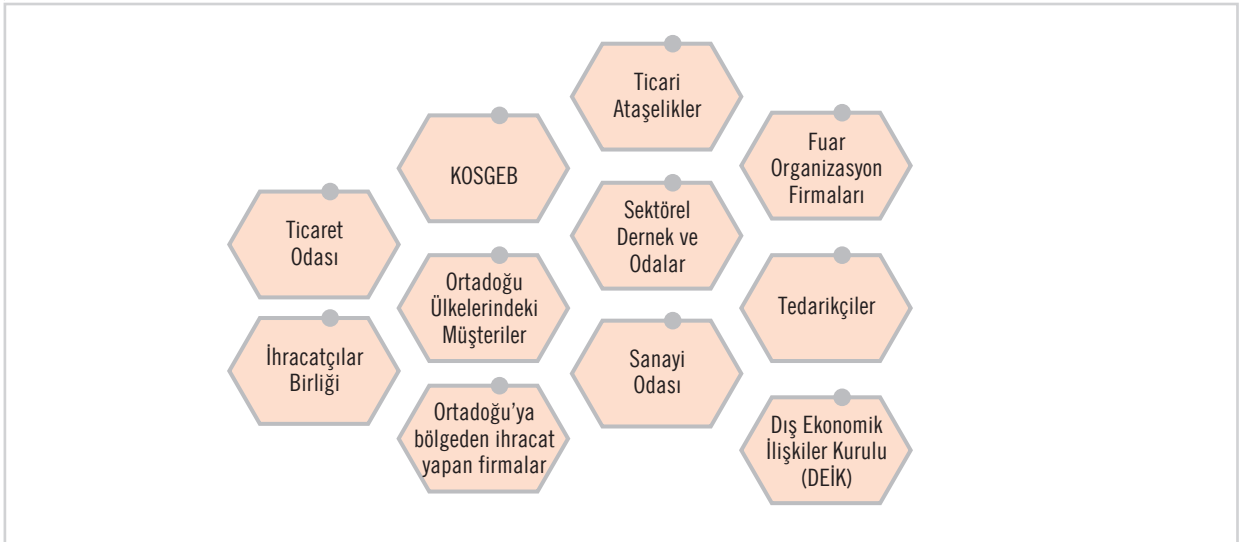 Ticari
Ataşelikler
KOSGEB
Fuar
Organizasyon
Firmaları
Ticaret
Odası
Sektörel
Dernek ve
Odalar
Ortadoğu
Ülkelerindeki
Müşteriler
Tedarikçiler
İhracatçılar
Birliği
Sanayi
Odası
Ortadoğu’ya
bölgeden ihracat
yapan firmalar
Dış Ekonomik
İlişkiler Kurulu
(DEİK)